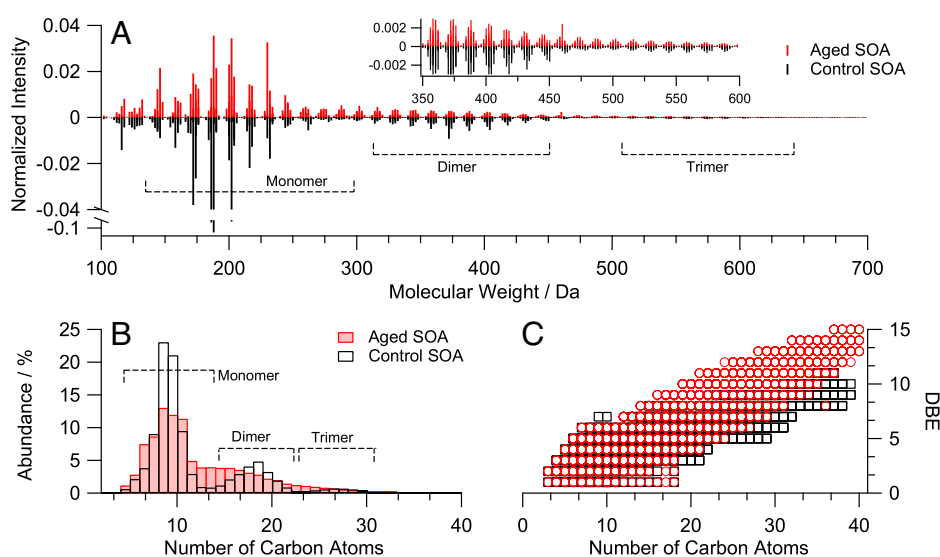 A
0.04
0.02
0
-0.02
-0.04
-0.1
Normalized Intensity
0.002
0
-0.002
350 400 450 500 550 600
Aged SOA
Control SOA
Monomer
Dimer
Trimer
100 200 300 400 500 600 700
Molecular Weight / Da
B
25
20
15
10
5
0
Abundance / %
Aged SOA
Control SOA
Monomer
Dimer
Trimer
10 20 30 40
Number of Carbon Atoms
C
15
10
5
0
DBE
0 10 20 30 40
Number of Carbon Atoms